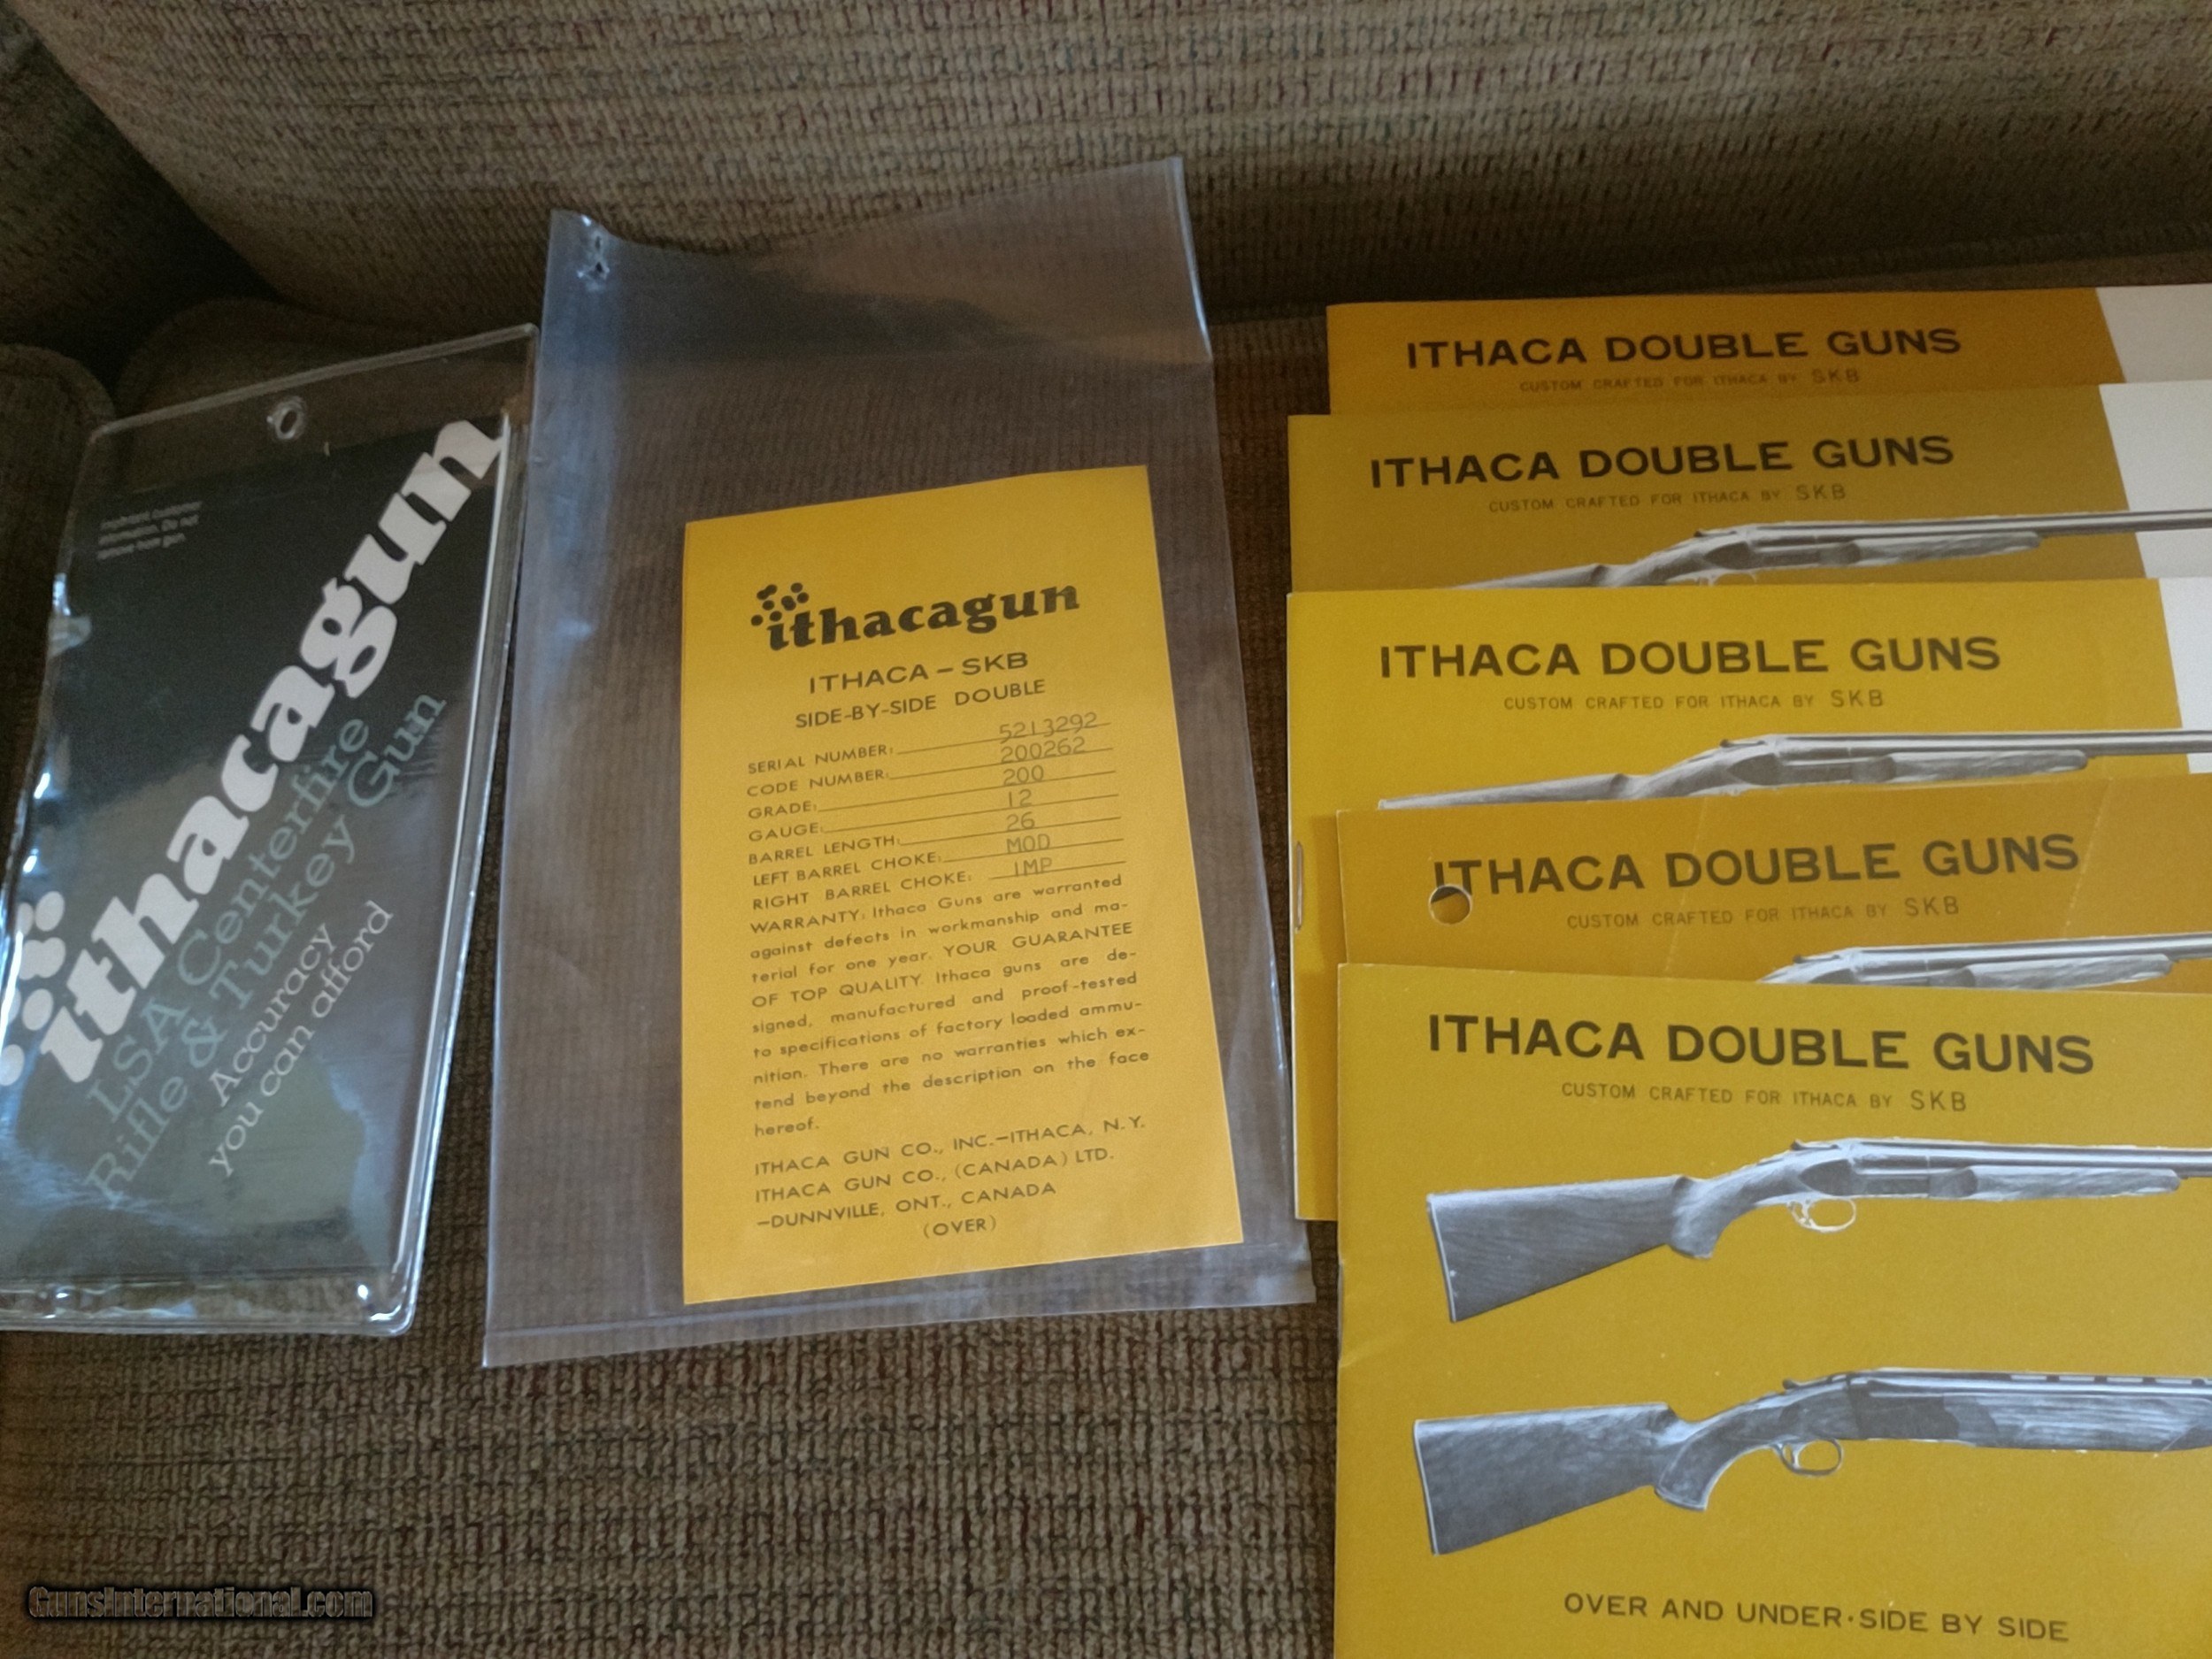 Important Customer
information. Do not
remove from gun.
ithacagun
LSA Centerfire
Rifle & Turkey Gun
Accuracy
you can afford
ithacagun
ITHACA - SKB
SIDE-BY-SIDE DOUBLE
SERIAL NUMBER: 5213292
CODE NUMBER: 200262
GRADE: 200
GAUGE: 12
BARREL LENGTH: 26
LEFT BARREL CHOKE: MOD
RIGHT BARREL CHOKE: IMP
WARRANTY: Ithaca Guns are warranted
against defects in workmanship and ma-
terial for one year. YOUR GUARANTEE
OF TOP QUALITY. Ithaca guns are de-
signed, manufactured and proof-tested
to specifications of factory loaded ammu-
nition. There are no warranties which ex-
tend beyond the description on the face
hereof.
ITHACA GUN CO., INC.-ITHACA, N.Y.
ITHACA GUN CO., (CANADA) LTD.
-DUNNVILLE, ONT., CANADA
(OVER)
ITHACA DOUBLE GUNS
CUSTOM CRAFTED FOR ITHACA BY SKB
ITHACA DOUBLE GUNS
CUSTOM CRAFTED FOR ITHACA BY SKB
ITHACA DOUBLE GUNS
CUSTOM CRAFTED FOR ITHACA BY SKB
ITHACA DOUBLE GUNS
CUSTOM CRAFTED FOR ITHACA BY SKB
ITHACA DOUBLE GUNS
CUSTOM CRAFTED FOR ITHACA BY SKB
OVER AND UNDER·SIDE BY SIDE
GunsInternational.com